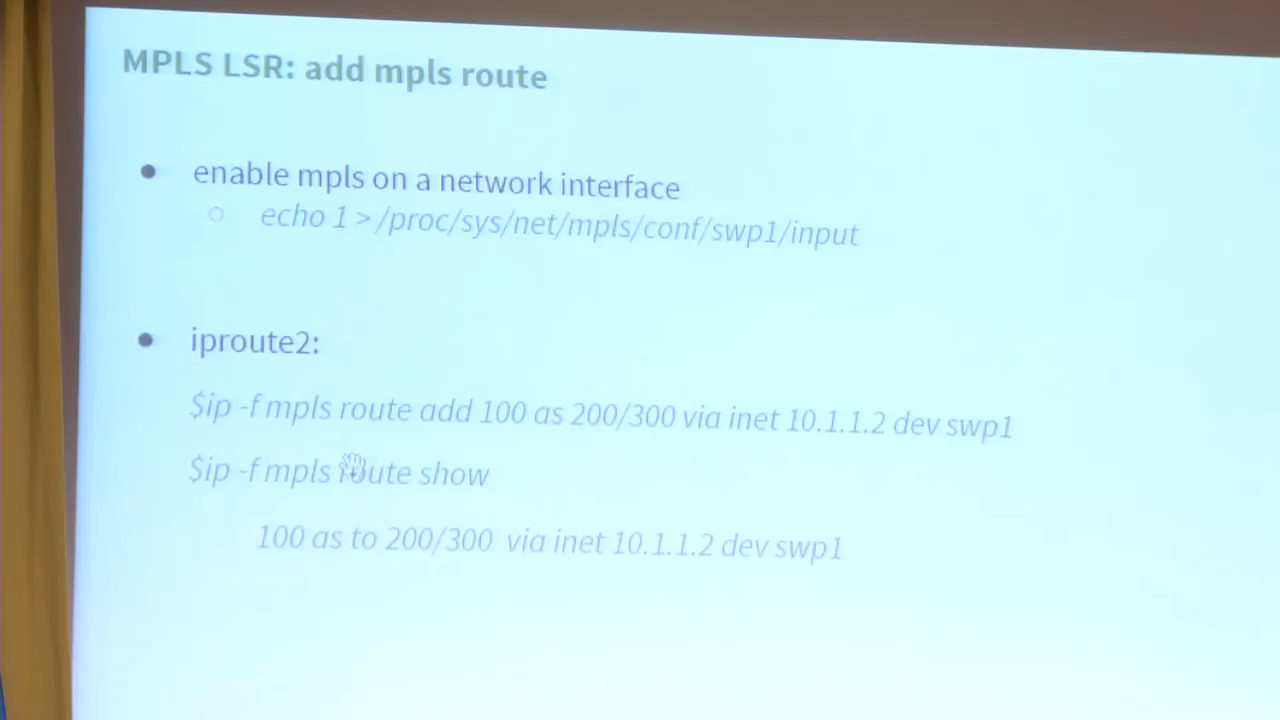 MPLS LSR: add mpls route
● enable mpls on a network interface
○ echo 1 > /proc/sys/net/mpls/conf/swp1/input
● iproute2:
$ip -f mpls route add 100 as 200/300 via inet 10.1.1.2 dev swp1
$ip -f mpls route show
100 as to 200/300 via inet 10.1.1.2 dev swp1